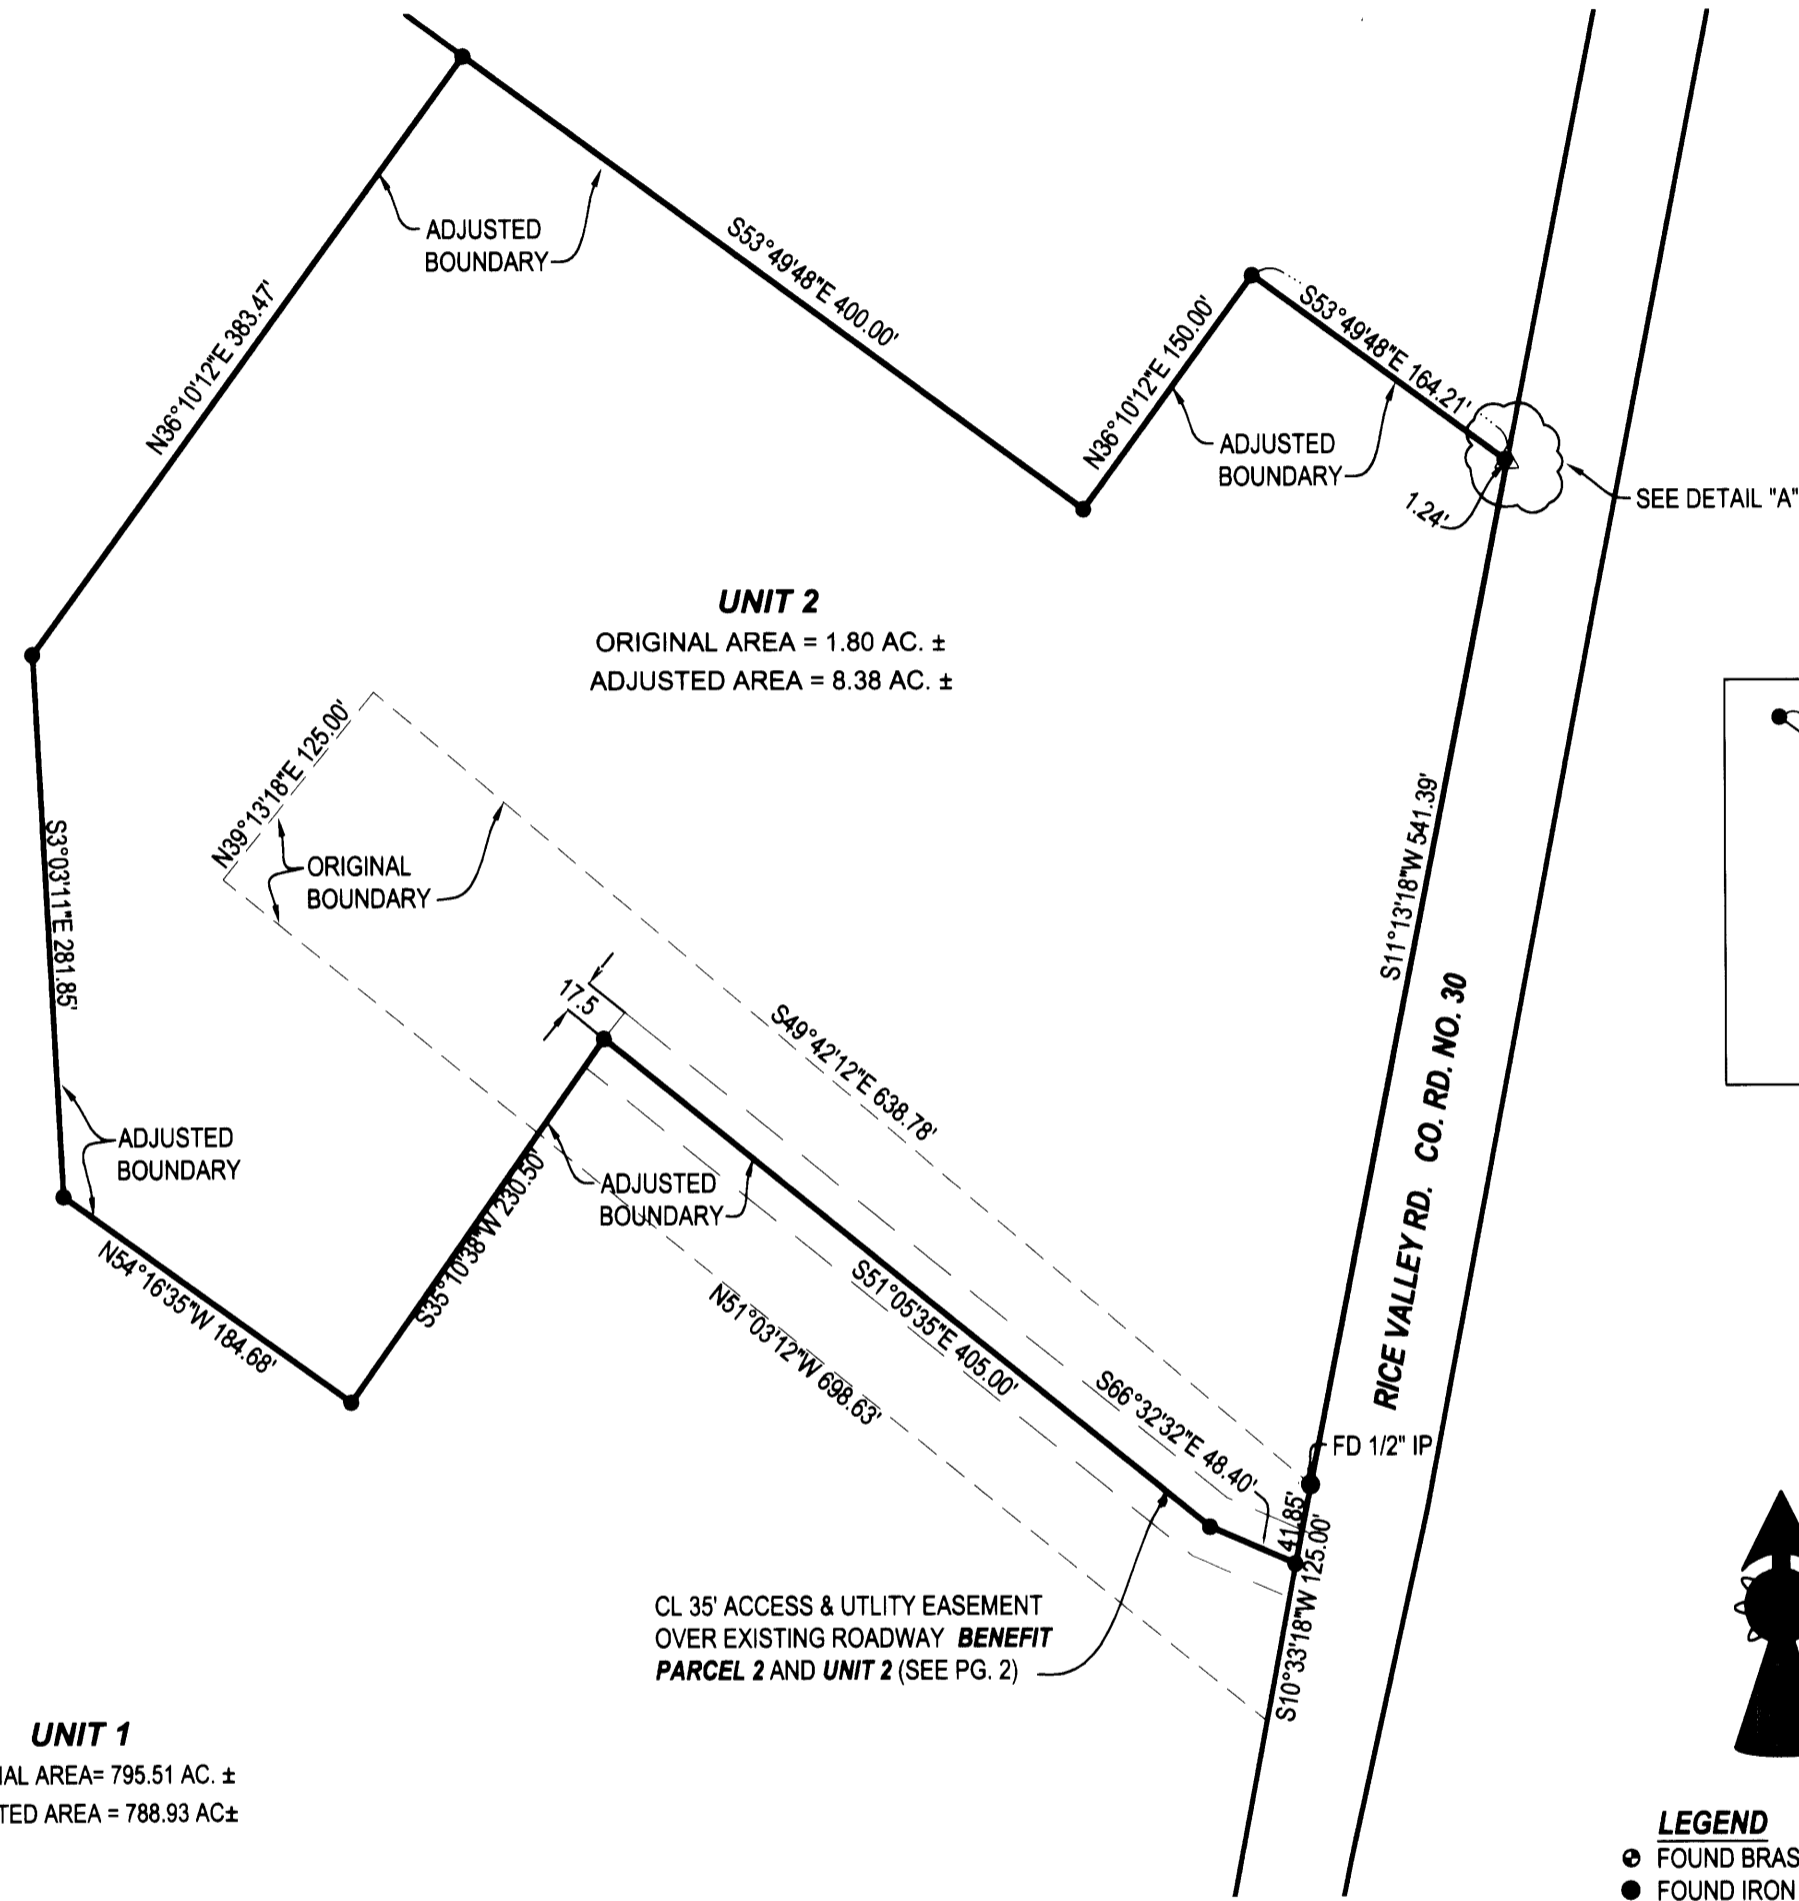 ADJUSTED
BOUNDARY
S53°49'48"E 400.00'
N36°10'12"E 383.47'
N36°10'12"E 150.00'
S53°49'48"E 164.21'
ADJUSTED
BOUNDARY
1.24'
SEE DETAIL "A"
UNIT 2
ORIGINAL AREA = 1.80 AC. ±
ADJUSTED AREA = 8.38 AC. ±
N39°13'18"E 125.00'
ORIGINAL
BOUNDARY
S3°03'11"E 281.85'
S11°13'18"W 541.39'
17.5
S49°42'12"E 638.78'
RICE VALLEY RD. CO. RD. NO. 30
ADJUSTED
BOUNDARY
ADJUSTED
BOUNDARY
N54°16'35"W 184.68'
S35°10'38"W 230.50'
S51°05'35"E 405.00'
N51°03'12"W 698.63'
S66°32'32"E 48.40'
FD 1/2" IP
41.85'
S10°33'18"W 125.00'
CL 35' ACCESS & UTLITY EASEMENT
OVER EXISTING ROADWAY BENEFIT
PARCEL 2 AND UNIT 2 (SEE PG. 2)
UNIT 1
IAL AREA= 795.51 AC. ±
TED AREA = 788.93 AC±
LEGEND
FOUND BRAS
FOUND IRON